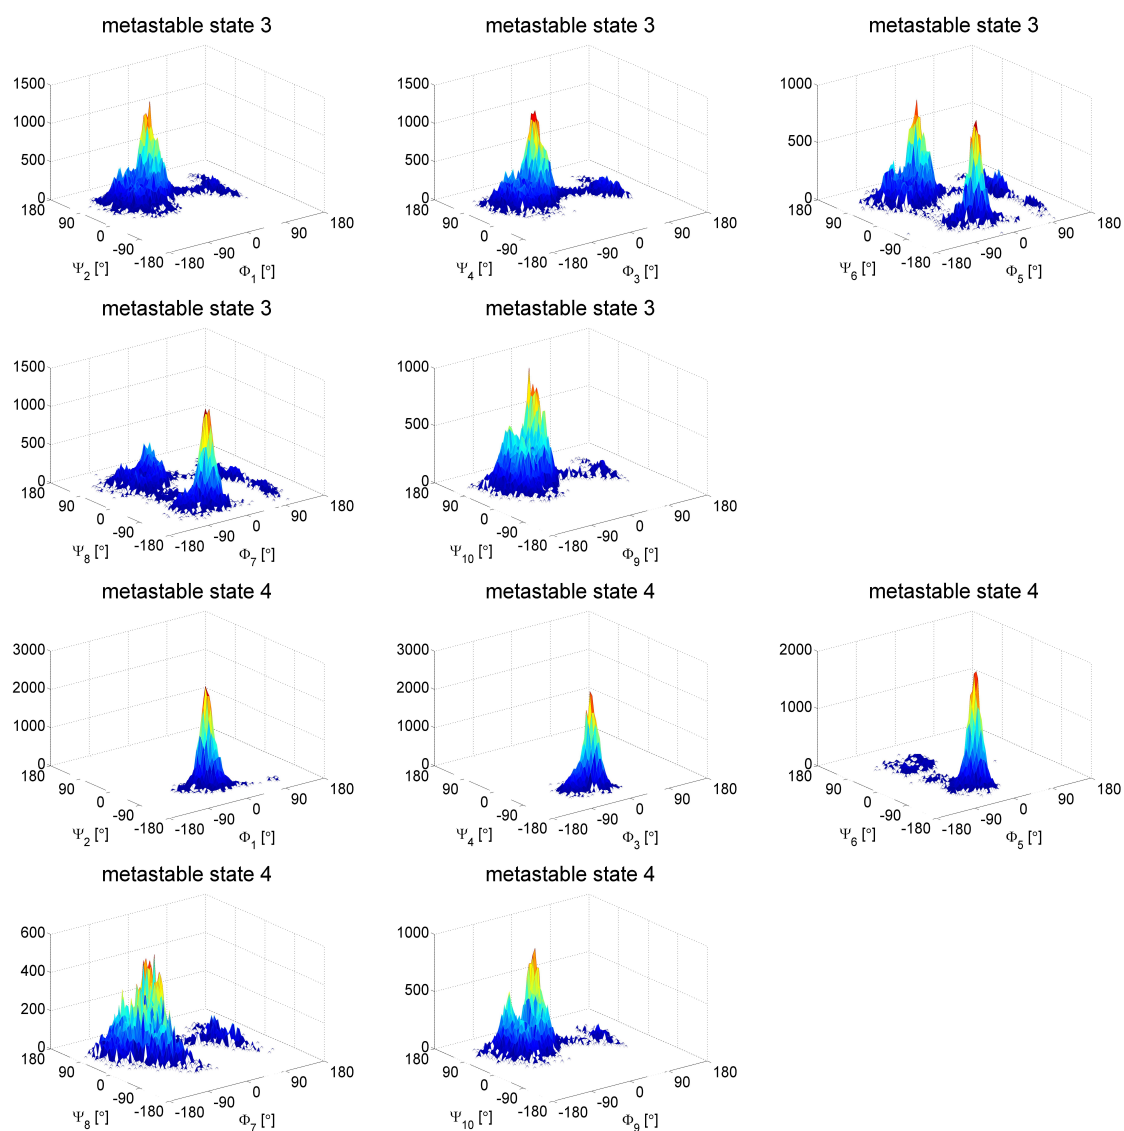 metastable state 3 metastable state 3 metastable state 3
1500 1500 1000
1000 1000
500 500 500
0 0 0
180 90 0 -90 -180 -180 -90 0 90 180 180 90 0 -90 -180 -180 -90 0 90 180 180 90 0 -90 -180 -180 -90 0 90 180
Ψ2 [°] Φ1 [°] Ψ4 [°] Φ3 [°] Ψ6 [°] Φ5 [°]
metastable state 3 metastable state 3
1500 1000
1000
500 500
0 0
180 90 0 -90 -180 -180 -90 0 90 180 180 90 0 -90 -180 -180 -90 0 90 180
Ψ8 [°] Φ7 [°] Ψ10 [°] Φ9 [°]
metastable state 4 metastable state 4 metastable state 4
3000 3000 2000
2000 2000
1000 1000 1000
0 0 0
180 90 0 -90 -180 -180 -90 0 90 180 180 90 0 -90 -180 -180 -90 0 90 180 180 90 0 -90 -180 -180 -90 0 90 180
Ψ2 [°] Φ1 [°] Ψ4 [°] Φ3 [°] Ψ6 [°] Φ5 [°]
metastable state 4 metastable state 4
600 1000
400
200 500
0 0
180 90 0 -90 -180 -180 -90 0 90 180 180 90 0 -90 -180 -180 -90 0 90 180
Ψ8 [°] Φ7 [°] Ψ10 [°] Φ9 [°]